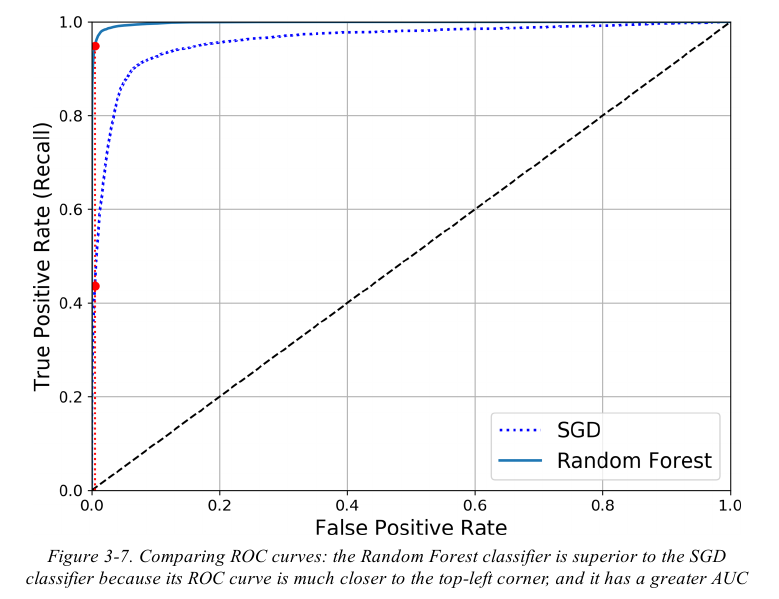 1.0
0.8
0.6
0.4
0.2
0.0
True Positive Rate (Recall)
SGD
Random Forest
0.0 0.2 0.4 0.6 0.8 1.0
False Positive Rate
Figure 3-7. Comparing ROC curves: the Random Forest classifier is superior to the SGD
classifier because its ROC curve is much closer to the top-left corner, and it has a greater AUC